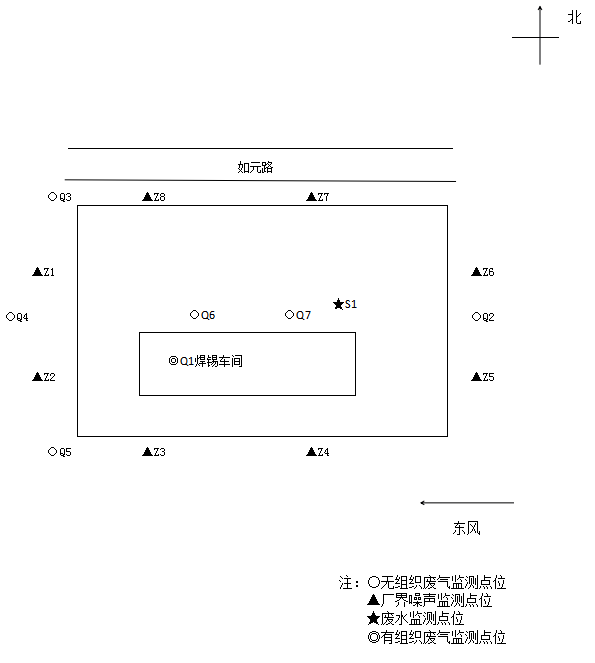 北
如元路
Q3
Z8
Z7
Z1
Z6
S1
Q4
Q6
Q7
Q2
Q1焊锡车间
Z2
Z5
Q5
Z3
Z4
东风
注：○无组织废气监测点位
▲厂界噪声监测点位
★废水监测点位
◎有组织废气监测点位